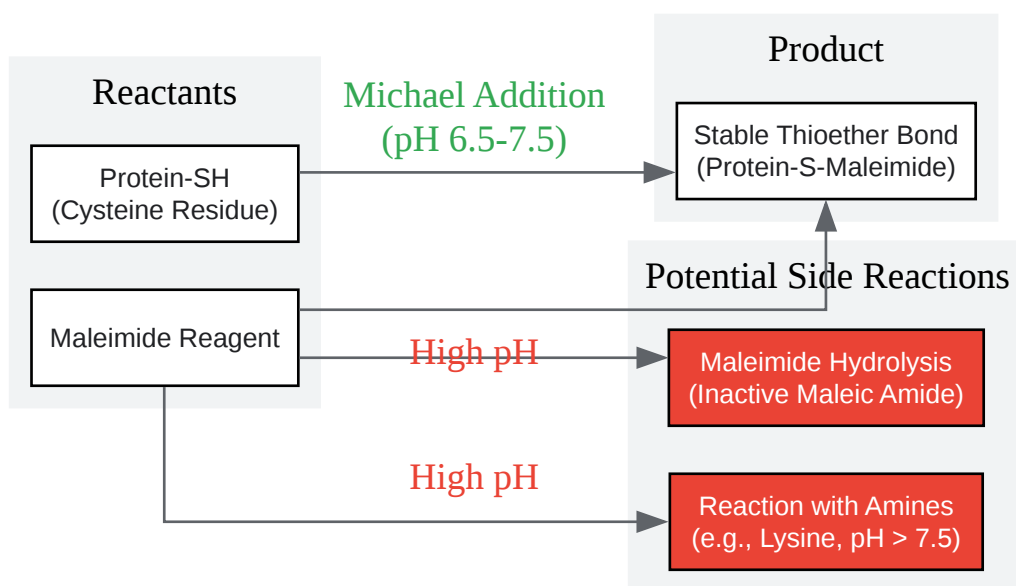 Reactants
Protein-SH
(Cysteine Residue)
Maleimide Reagent
Michael Addition
(pH 6.5-7.5)
High pH
High pH
Product
Stable Thioether Bond
(Protein-S-Maleimide)
Potential Side Reactions
Maleimide Hydrolysis
(Inactive Maleic Amide)
Reaction with Amines
(e.g., Lysine, pH > 7.5)